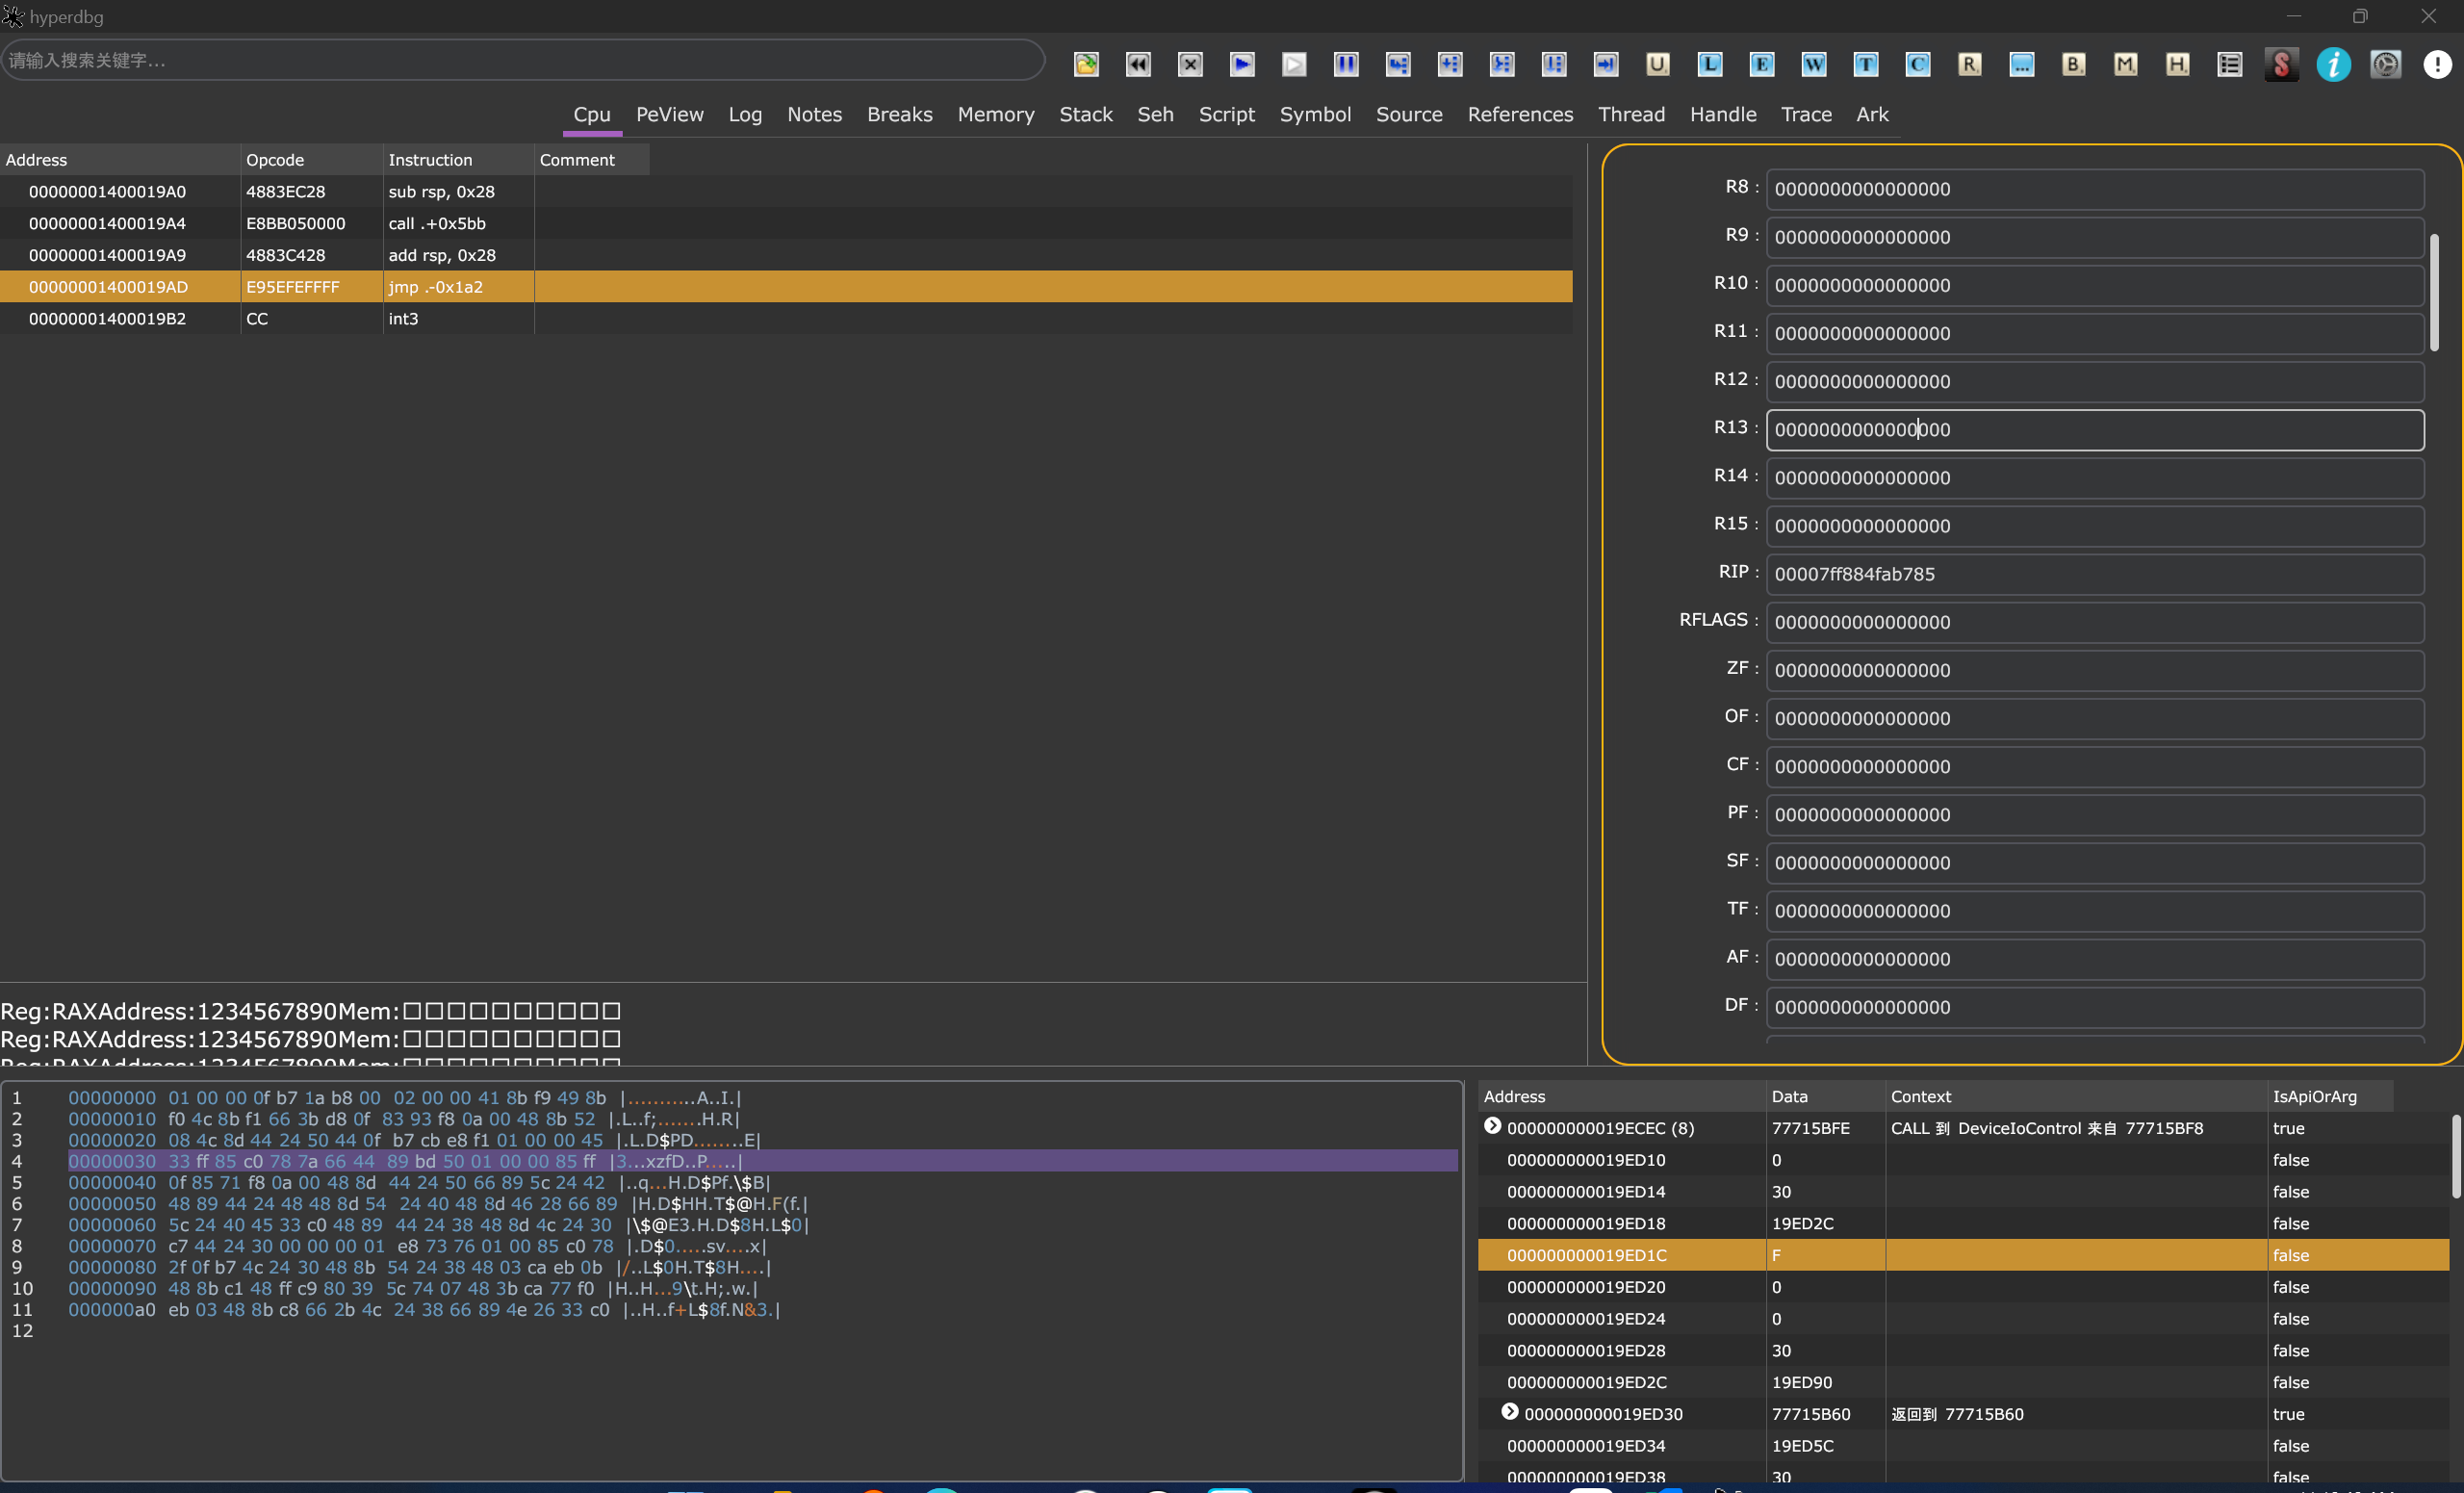 hyperdbg
请输入搜索关键字...
U L E W T C R ... B M H S i !
Cpu PeView Log Notes Breaks Memory Stack Seh Script Symbol Source References Thread Handle Trace Ark
Address Opcode Instruction Comment
00000001400019A0 4883EC28 sub rsp, 0x28
00000001400019A4 E8BB050000 call .+0x5bb
00000001400019A9 4883C428 add rsp, 0x28
00000001400019AD E95EFEFFFF jmp .-0x1a2
00000001400019B2 CC int3
R8 : 0000000000000000
R9 : 0000000000000000
R10 : 0000000000000000
R11 : 0000000000000000
R12 : 0000000000000000
R13 : 0000000000000000
R14 : 0000000000000000
R15 : 0000000000000000
RIP : 00007ff884fab785
RFLAGS : 0000000000000000
ZF : 0000000000000000
OF : 0000000000000000
CF : 0000000000000000
PF : 0000000000000000
SF : 0000000000000000
TF : 0000000000000000
AF : 0000000000000000
DF : 0000000000000000
Reg:RAXAddress:1234567890Mem:□□□□□□□□□□
Reg:RAXAddress:1234567890Mem:□□□□□□□□□□
Reg:RAXAddress:1234567890Mem:□□□□□□□□□□
1 00000000 01 00 00 0f b7 1a b8 00 02 00 00 41 8b f9 49 8b |...........A..I.|
2 00000010 f0 4c 8b f1 66 3b d8 0f 83 93 f8 0a 00 48 8b 52 |.L..f;.......H.R|
3 00000020 08 4c 8d 44 24 50 44 0f b7 cb e8 f1 01 00 00 45 |.L.D$PD........E|
4 00000030 33 ff 85 c0 78 7a 66 44 89 bd 50 01 00 00 85 ff |3...xzfD..P.....|
5 00000040 0f 85 71 f8 0a 00 48 8d 44 24 50 66 89 5c 24 42 |..q...H.D$Pf.\$B|
6 00000050 48 89 44 24 48 48 8d 54 24 40 48 8d 46 28 66 89 |H.D$HH.T$@H.F(f.|
7 00000060 5c 24 40 45 33 c0 48 89 44 24 38 48 8d 4c 24 30 |\$@E3.H.D$8H.L$0|
8 00000070 c7 44 24 30 00 00 00 01 e8 73 76 01 00 85 c0 78 |.D$0.....sv....x|
9 00000080 2f 0f b7 4c 24 30 48 8b 54 24 38 48 03 ca eb 0b |/..L$0H.T$8H....|
10 00000090 48 8b c1 48 ff c9 80 39 5c 74 07 48 3b ca 77 f0 |H..H...9\t.H;.w.|
11 000000a0 eb 03 48 8b c8 66 2b 4c 24 38 66 89 4e 26 33 c0 |..H..f+L$8f.N&3.|
12
Address Data Context IsApiOrArg
000000000019ECEC (8) 77715BFE CALL 到 DeviceIoControl 来自 77715BF8 true
000000000019ED10 0 false
000000000019ED14 30 false
000000000019ED18 19ED2C false
000000000019ED1C F false
000000000019ED20 0 false
000000000019ED24 0 false
000000000019ED28 30 false
000000000019ED2C 19ED90 false
000000000019ED30 77715B60 返回到 77715B60 true
000000000019ED34 19ED5C false
000000000019ED38 30 false